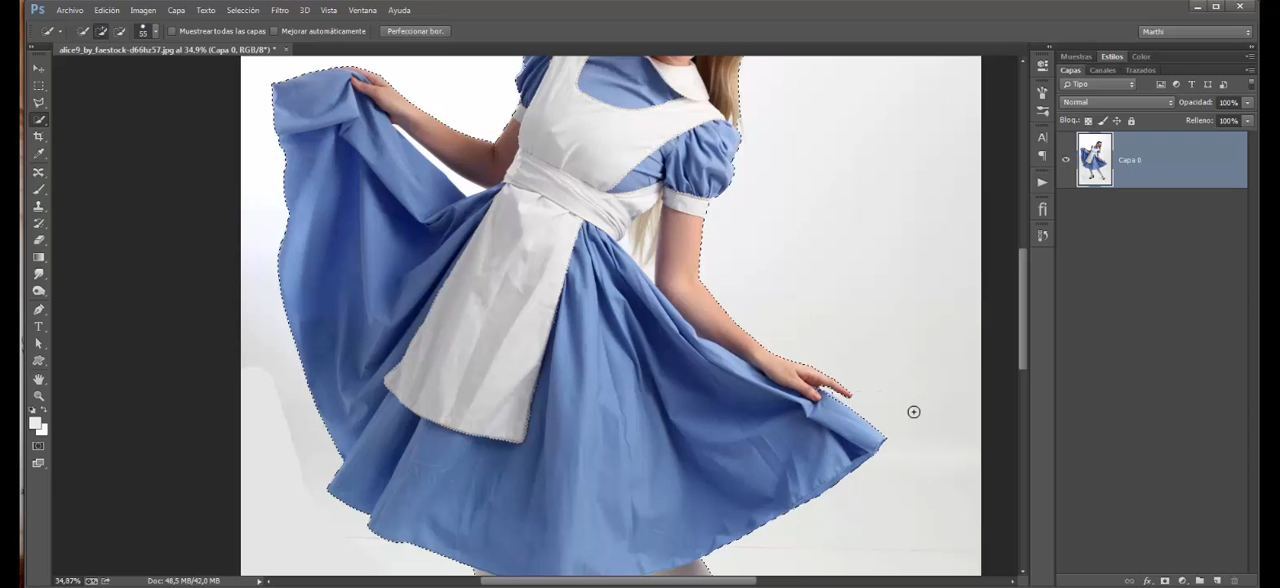 Ps Archivo Edición Imagen Capa Texto Selección Filtro 3D Vista Ventana Ayuda
55 Muestrear todas las capas Mejorar automáticamente Perfeccionar bor. Marthi
alice9_by_faestock-d66hz57.jpg al 34,9% (Capa 0, RGB/8*) * ×
Muestras Estilos Color
Capas Canales Trazados
Tipo
Normal Opacidad: 100%
Bloq.: Relleno: 100%
Capa 0
34,87% Doc: 48,5 MB/42,0 MB